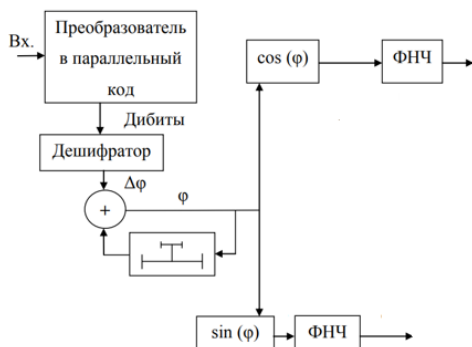 Вх.
Преобразователь
в параллельный
код
Дибиты
Дешифратор
Δφ
+
φ
cos (φ)
ФНЧ
sin (φ)
ФНЧ